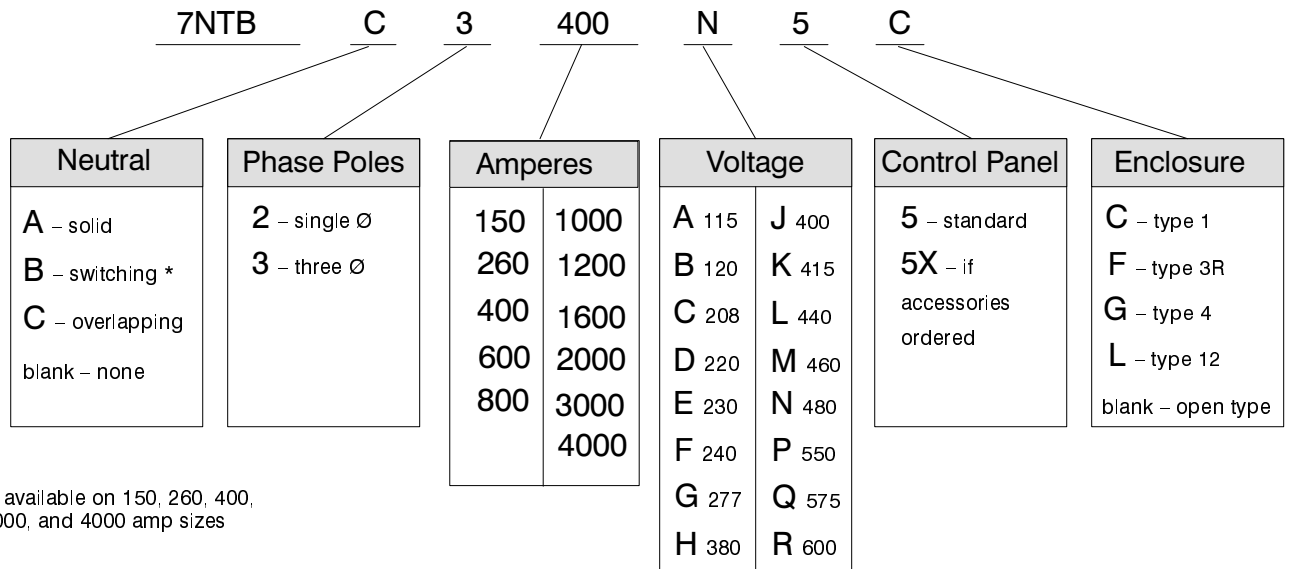 7NTB C 3 400 N 5 C
Neutral
A – solid
B – switching *
C – overlapping
blank – none
Phase Poles
2 – single Ø
3 – three Ø
Amperes
150 1000
260 1200
400 1600
600 2000
800 3000
4000
Voltage
A 115 J 400
B 120 K 415
C 208 L 440
D 220 M 460
E 230 N 480
F 240 P 550
G 277 Q 575
H 380 R 600
Control Panel
5 – standard
5X – if
accessories
ordered
Enclosure
C – type 1
F – type 3R
G – type 4
L – type 12
blank – open type
available on 150, 260, 400,
and 4000 amp sizes